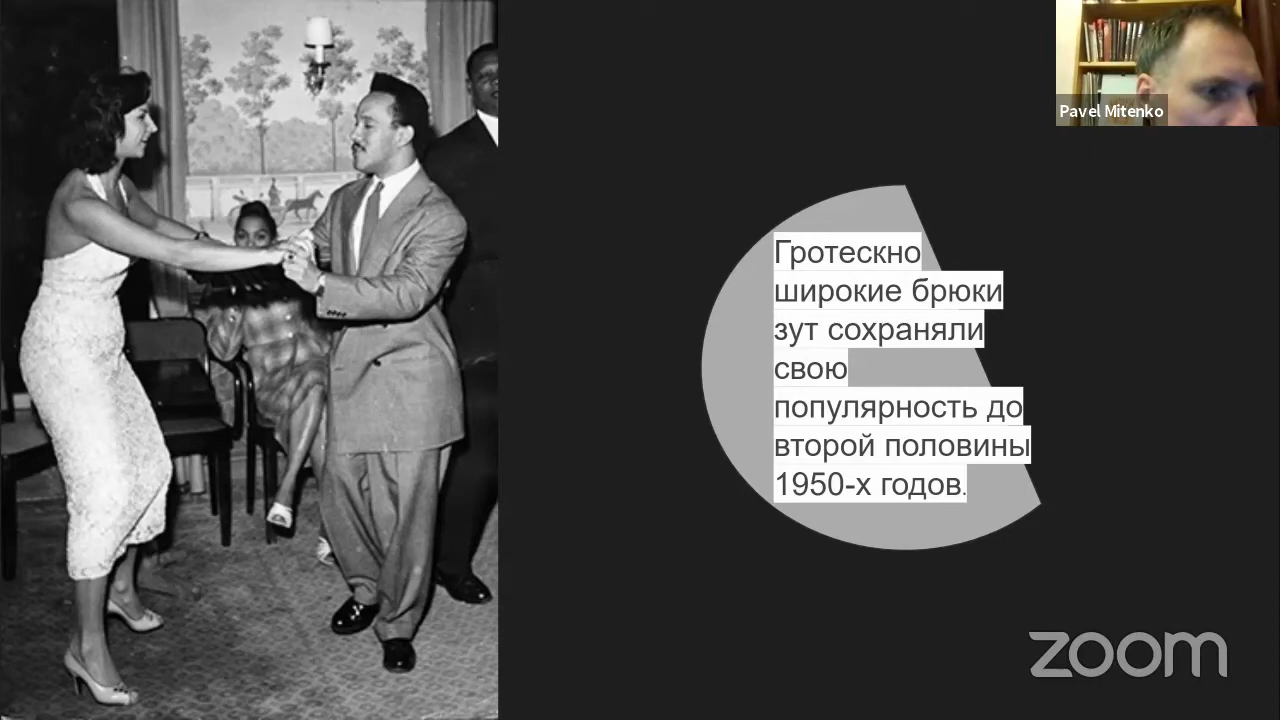 Pavel Mitenko
Гротескно
широкие брюки
зут сохраняли
свою
популярность до
второй половины
1950-х годов.
zoom